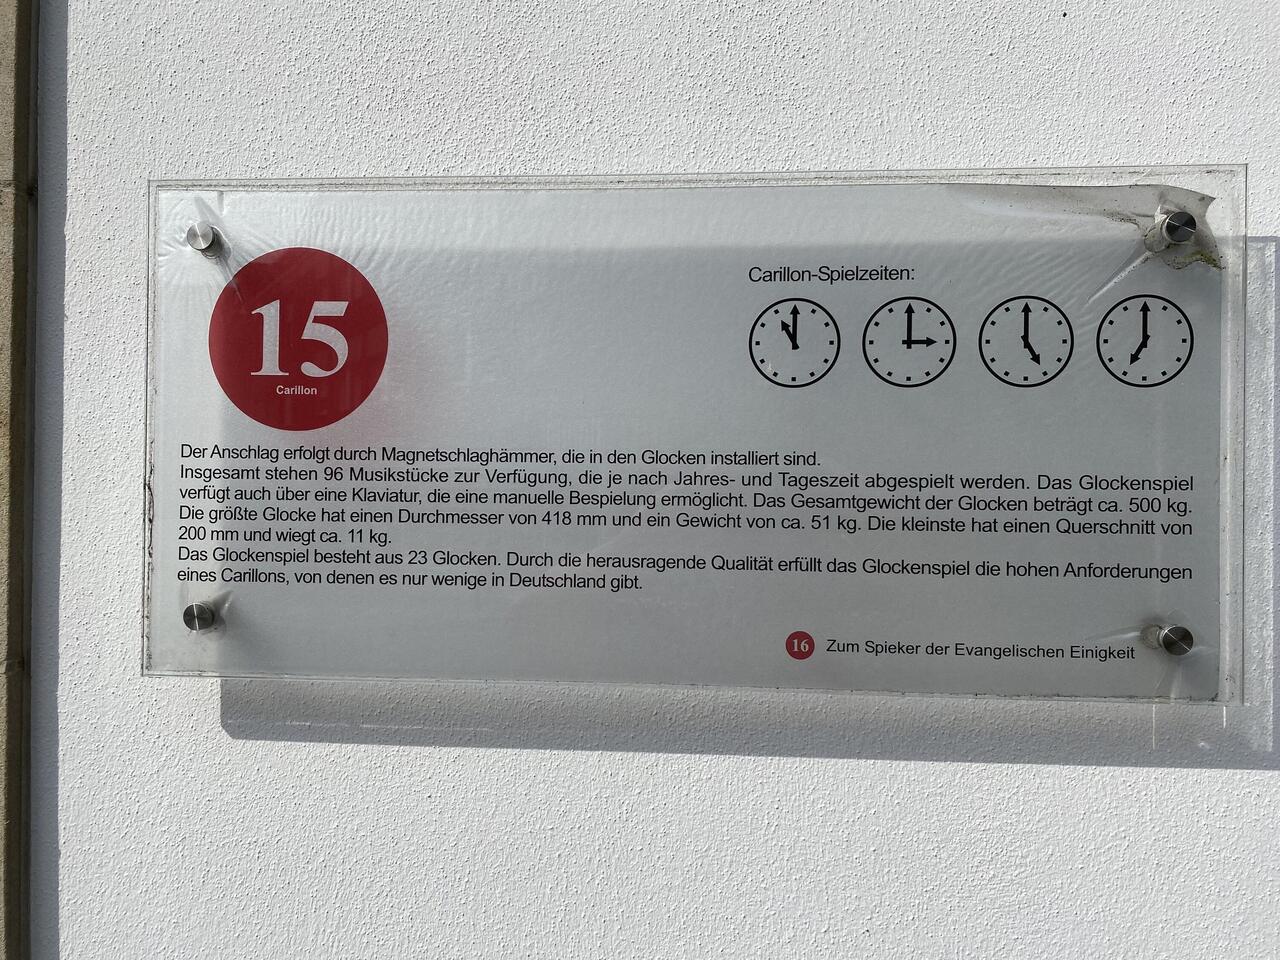 15
Carillon
Carillon-Spielzeiten:
Der Anschlag erfolgt durch Magnetschlaghämmer, die in den Glocken installiert sind.
Insgesamt stehen 96 Musikstücke zur Verfügung, die je nach Jahres- und Tageszeit abgespielt werden. Das Glockenspiel
verfügt auch über eine Klaviatur, die eine manuelle Bespielung ermöglicht. Das Gesamtgewicht der Glocken beträgt ca. 500 kg.
Die größte Glocke hat einen Durchmesser von 418 mm und ein Gewicht von ca. 51 kg. Die kleinste hat einen Querschnitt von
200 mm und wiegt ca. 11 kg.
Das Glockenspiel besteht aus 23 Glocken. Durch die herausragende Qualität erfüllt das Glockenspiel die hohen Anforderungen
eines Carillons, von denen es nur wenige in Deutschland gibt.
16 Zum Spieker der Evangelischen Einigkeit